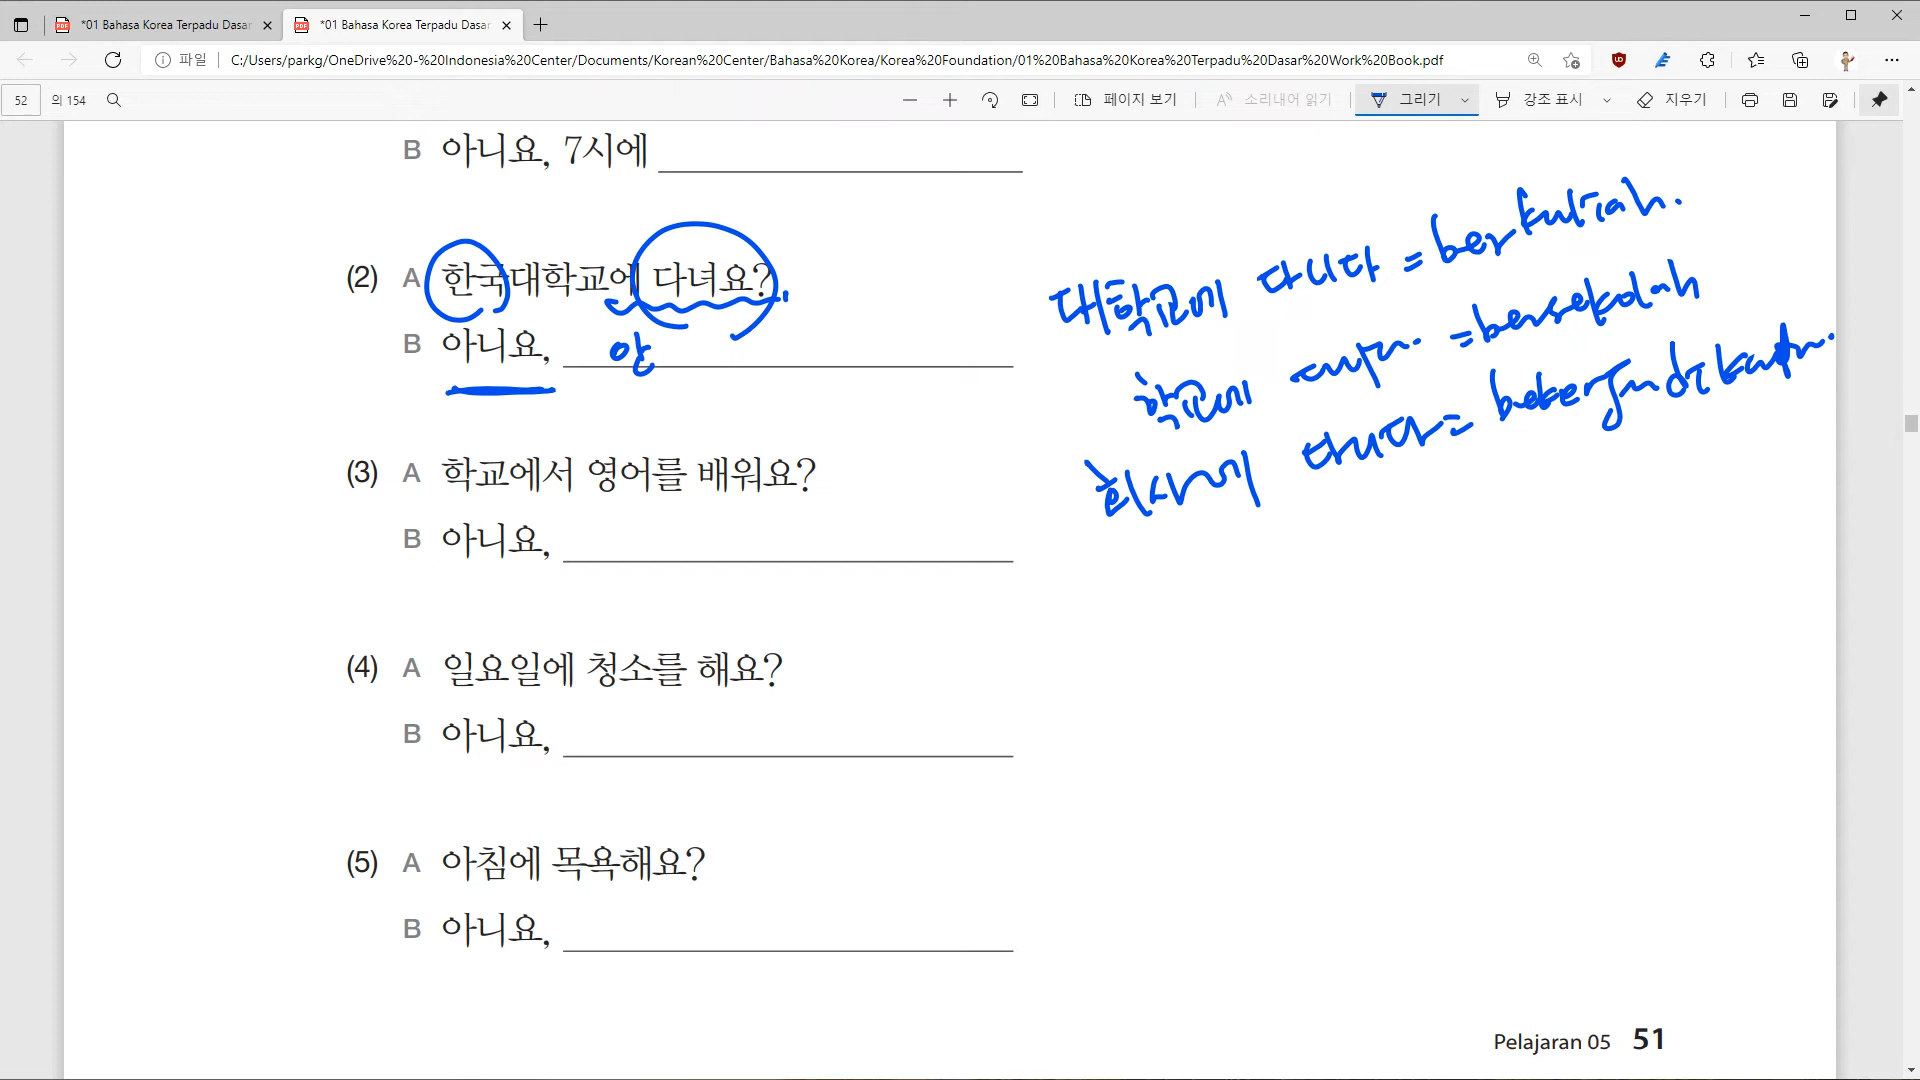 *01 Bahasa Korea Terpadu Dasar
*01 Bahasa Korea Terpadu Dasar
파일
C:/Users/parkg/OneDrive%20-%20Indonesia%20Center/Documents/Korean%20Center/Bahasa%20Korea/Korea%20Foundation/01%20Bahasa%20Korea%20Terpadu%20Dasar%20Work%20Book.pdf
52 의 154
페이지 보기
소리내어 읽기
그리기
강조 표시
지우기
B 아니요, 7시에
(2) A 한국대학교에 다녀요?
B 아니요, 안
(3) A 학교에서 영어를 배워요?
B 아니요,
(4) A 일요일에 청소를 해요?
B 아니요,
(5) A 아침에 목욕해요?
B 아니요,
대학교에 다니다 = berkuliah.
학교에 = bersekolah
회사에 다니다 =
Pelajaran 05 51